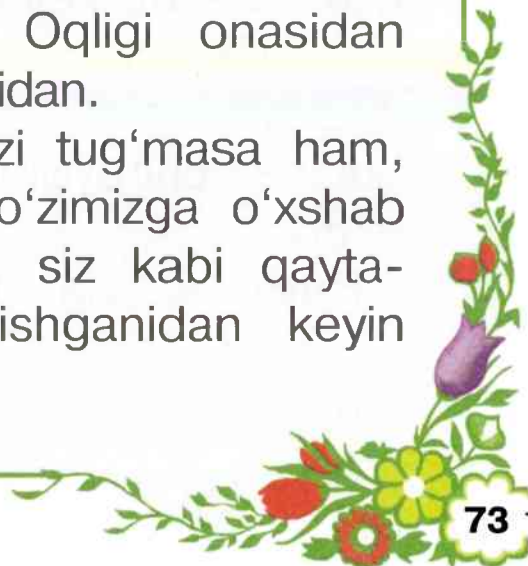 Oqligi onasidan
idan.
zi tug‘masa ham,
o‘zimizga o‘xshab
siz kabi qayta-
ishganidan keyin
73